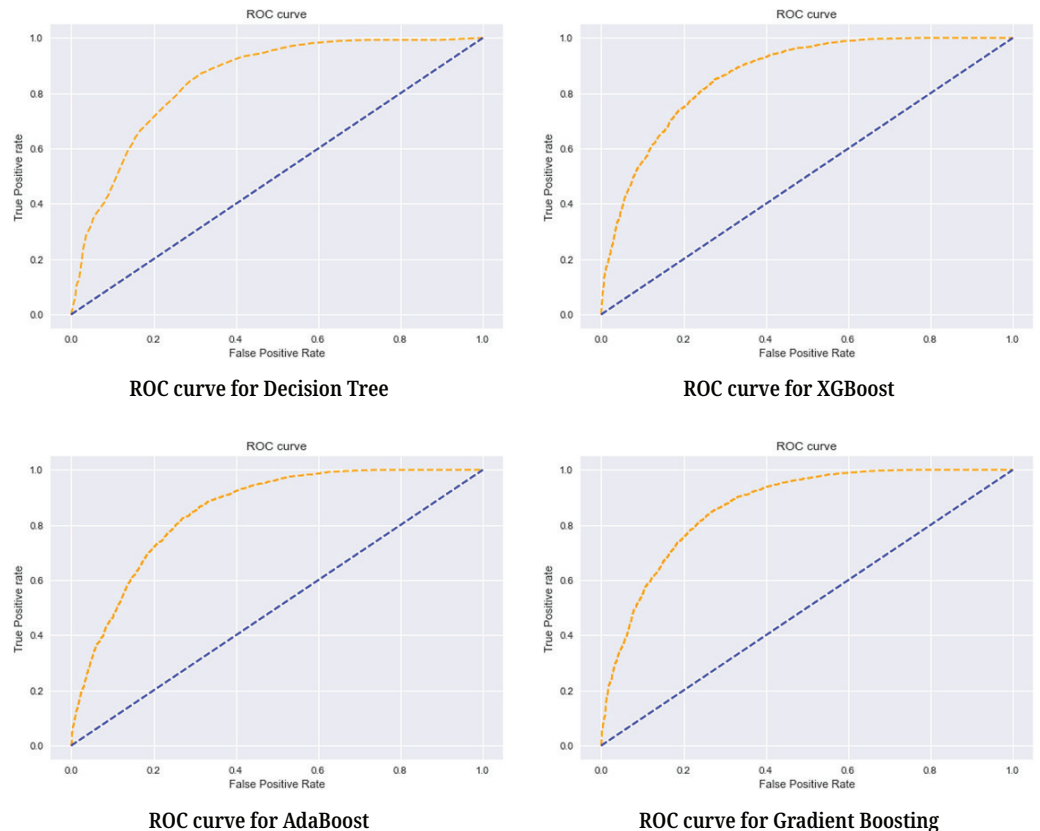 ROC curve
1.0
0.8
0.6
0.4
0.2
0.0
True Positive rate
0.0 0.2 0.4 0.6 0.8 1.0
False Positive Rate
ROC curve for Decision Tree
ROC curve
1.0
0.8
0.6
0.4
0.2
0.0
True Positive rate
0.0 0.2 0.4 0.6 0.8 1.0
False Positive Rate
ROC curve for XGBoost
ROC curve
1.0
0.8
0.6
0.4
0.2
0.0
True Positive rate
0.0 0.2 0.4 0.6 0.8 1.0
False Positive Rate
ROC curve for AdaBoost
ROC curve
1.0
0.8
0.6
0.4
0.2
0.0
True Positive rate
0.0 0.2 0.4 0.6 0.8 1.0
False Positive Rate
ROC curve for Gradient Boosting